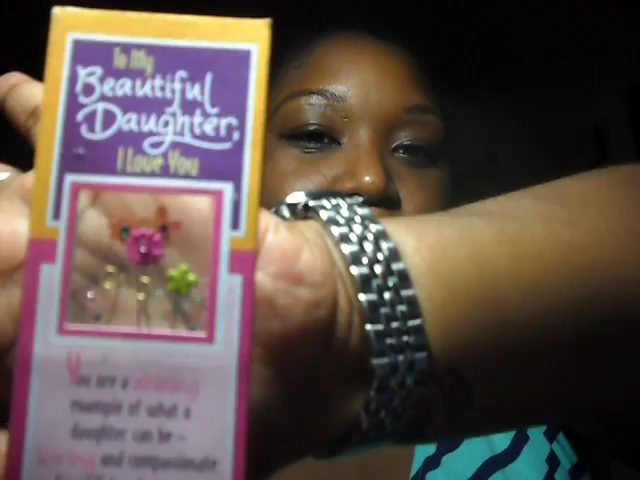 To My
Beautiful
Daughter,
I Love You
You are a
example of what a
daughter can be –
and compassionate